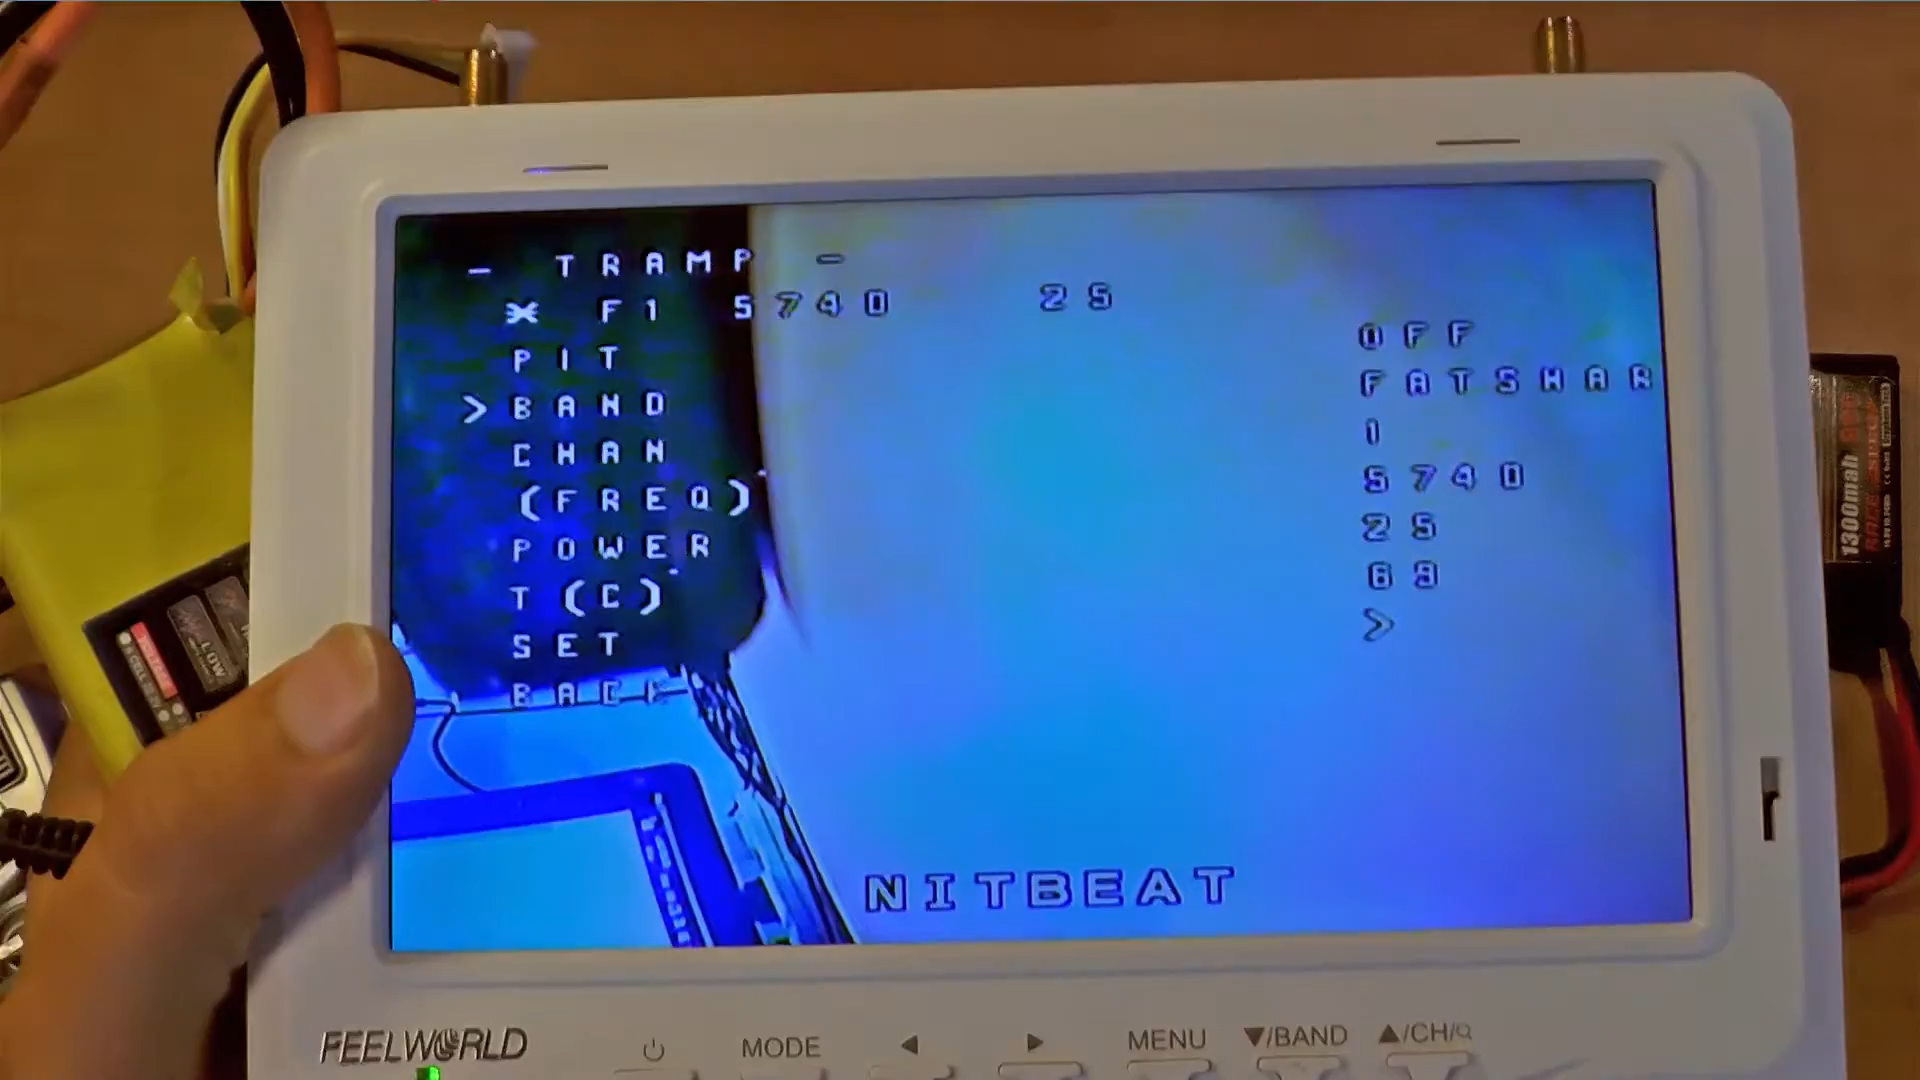 - TRAMP -
* F1 5740 25
PIT OFF
>BAND FATSHAR
CHAN 1
(FREQ) 5740
POWER 25
T(C) 69
SET >
BACK
NITBEAT
1300mah
LOW
FEELWORLD
MODE ◀ ▶ MENU ▼/BAND ▲/CH/